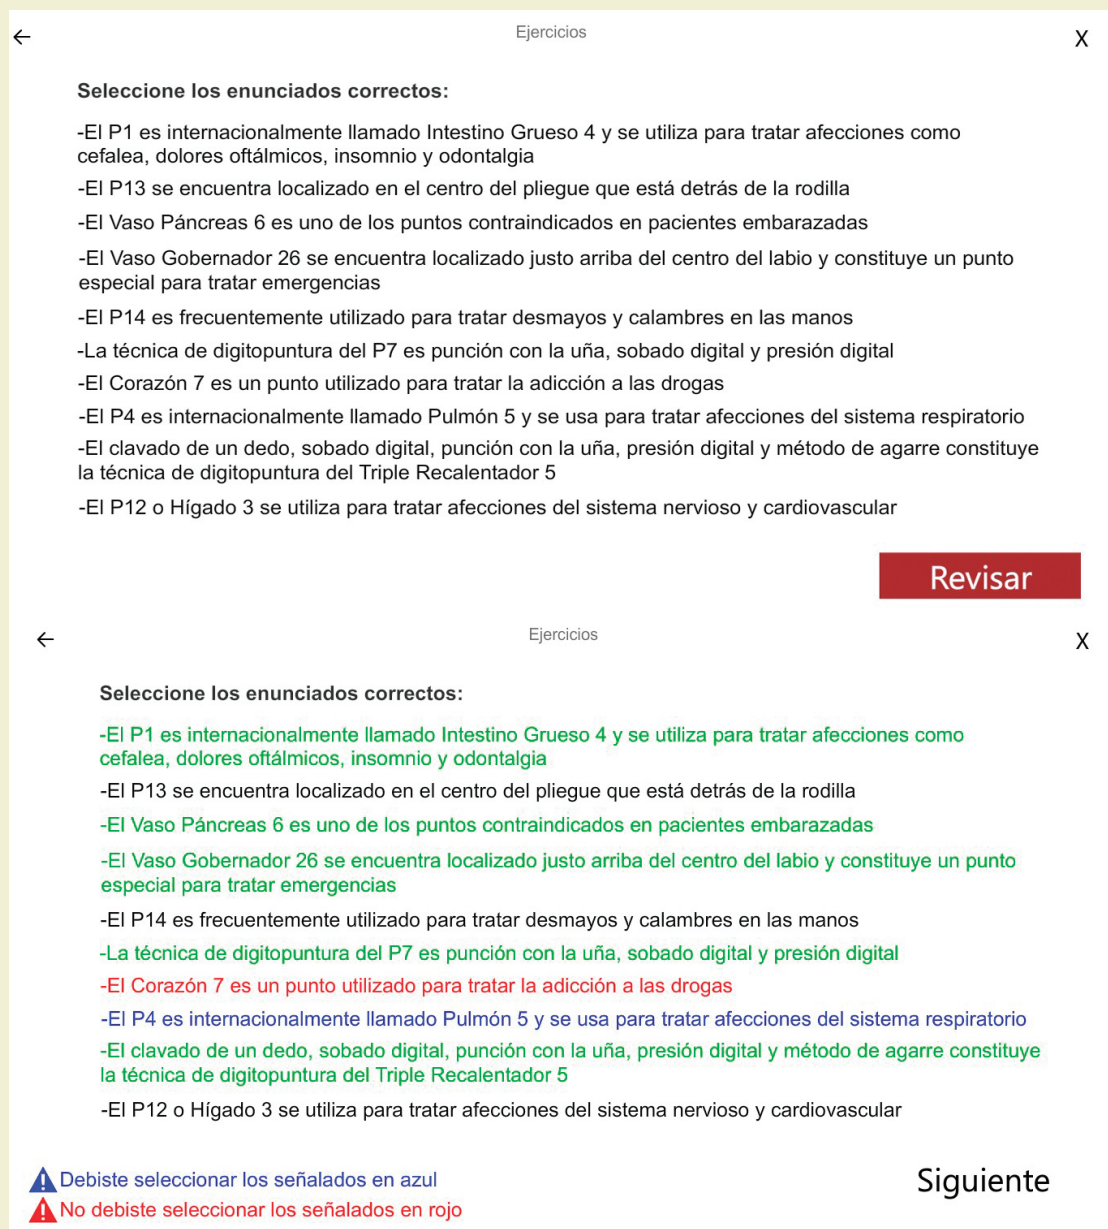 ←
Ejercicios
X
Seleccione los enunciados correctos:
-El P1 es internacionalmente llamado Intestino Grueso 4 y se utiliza para tratar afecciones como
cefalea, dolores oftálmicos, insomnio y odontalgia
-El P13 se encuentra localizado en el centro del pliegue que está detrás de la rodilla
-El Vaso Páncreas 6 es uno de los puntos contraindicados en pacientes embarazadas
-El Vaso Gobernador 26 se encuentra localizado justo arriba del centro del labio y constituye un punto
especial para tratar emergencias
-El P14 es frecuentemente utilizado para tratar desmayos y calambres en las manos
-La técnica de digitopuntura del P7 es punción con la uña, sobado digital y presión digital
-El Corazón 7 es un punto utilizado para tratar la adicción a las drogas
-El P4 es internacionalmente llamado Pulmón 5 y se usa para tratar afecciones del sistema respiratorio
-El clavado de un dedo, sobado digital, punción con la uña, presión digital y método de agarre constituye
la técnica de digitopuntura del Triple Recalentador 5
-El P12 o Hígado 3 se utiliza para tratar afecciones del sistema nervioso y cardiovascular
Revisar
←
Ejercicios
X
Seleccione los enunciados correctos:
-El P1 es internacionalmente llamado Intestino Grueso 4 y se utiliza para tratar afecciones como
cefalea, dolores oftálmicos, insomnio y odontalgia
-El P13 se encuentra localizado en el centro del pliegue que está detrás de la rodilla
-El Vaso Páncreas 6 es uno de los puntos contraindicados en pacientes embarazadas
-El Vaso Gobernador 26 se encuentra localizado justo arriba del centro del labio y constituye un punto
especial para tratar emergencias
-El P14 es frecuentemente utilizado para tratar desmayos y calambres en las manos
-La técnica de digitopuntura del P7 es punción con la uña, sobado digital y presión digital
-El Corazón 7 es un punto utilizado para tratar la adicción a las drogas
-El P4 es internacionalmente llamado Pulmón 5 y se usa para tratar afecciones del sistema respiratorio
-El clavado de un dedo, sobado digital, punción con la uña, presión digital y método de agarre constituye
la técnica de digitopuntura del Triple Recalentador 5
-El P12 o Hígado 3 se utiliza para tratar afecciones del sistema nervioso y cardiovascular
Debiste seleccionar los señalados en azul
No debiste seleccionar los señalados en rojo
Siguiente